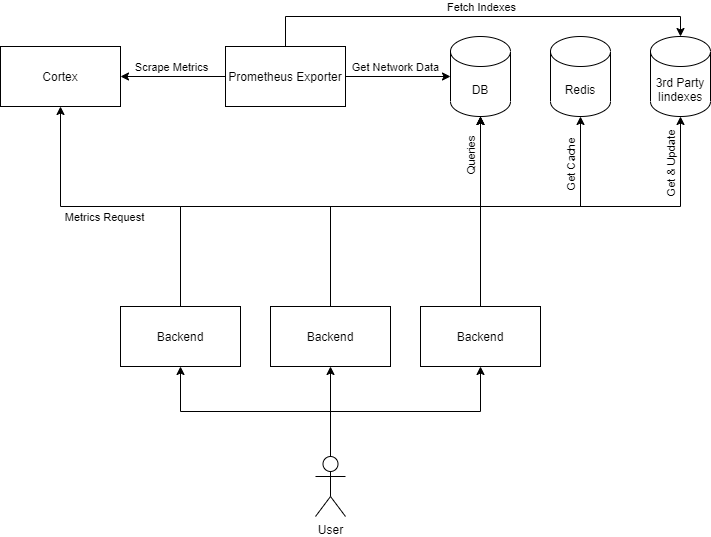 Fetch Indexes
Cortex
Scrape Metrics
Prometheus Exporter
Get Network Data
DB
Redis
3rd Party
Iindexes
Queries
Get Cache
Get & Update
Metrics Request
Backend
Backend
Backend
User